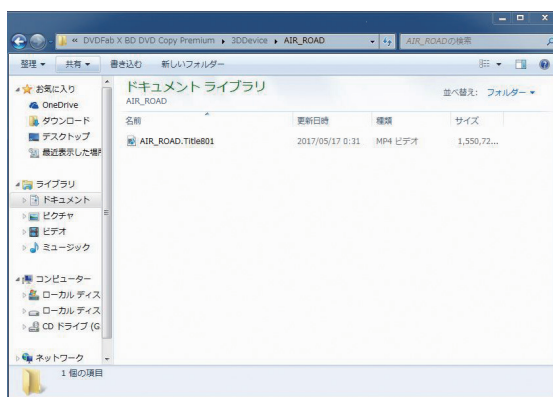 « DVDFab X BD DVD Copy Premium ▸ 3DDevice ▸ AIR_ROAD
AIR_ROADの検索
整理 ▼ 共有 ▼ 書き込む 新しいフォルダー
お気に入り
OneDrive
ダウンロード
デスクトップ
最近表示した場所
ライブラリ
ドキュメント
ピクチャ
ビデオ
ミュージック
コンピューター
ローカル ディス
ローカル ディス
CD ドライブ (G
ネットワーク
ドキュメント ライブラリ
AIR_ROAD
並べ替え: フォルダー ▼
名前 更新日時 種類 サイズ
AIR_ROAD.Title801 2017/05/17 0:31 MP4 ビデオ 1,550,72...
1 個の項目